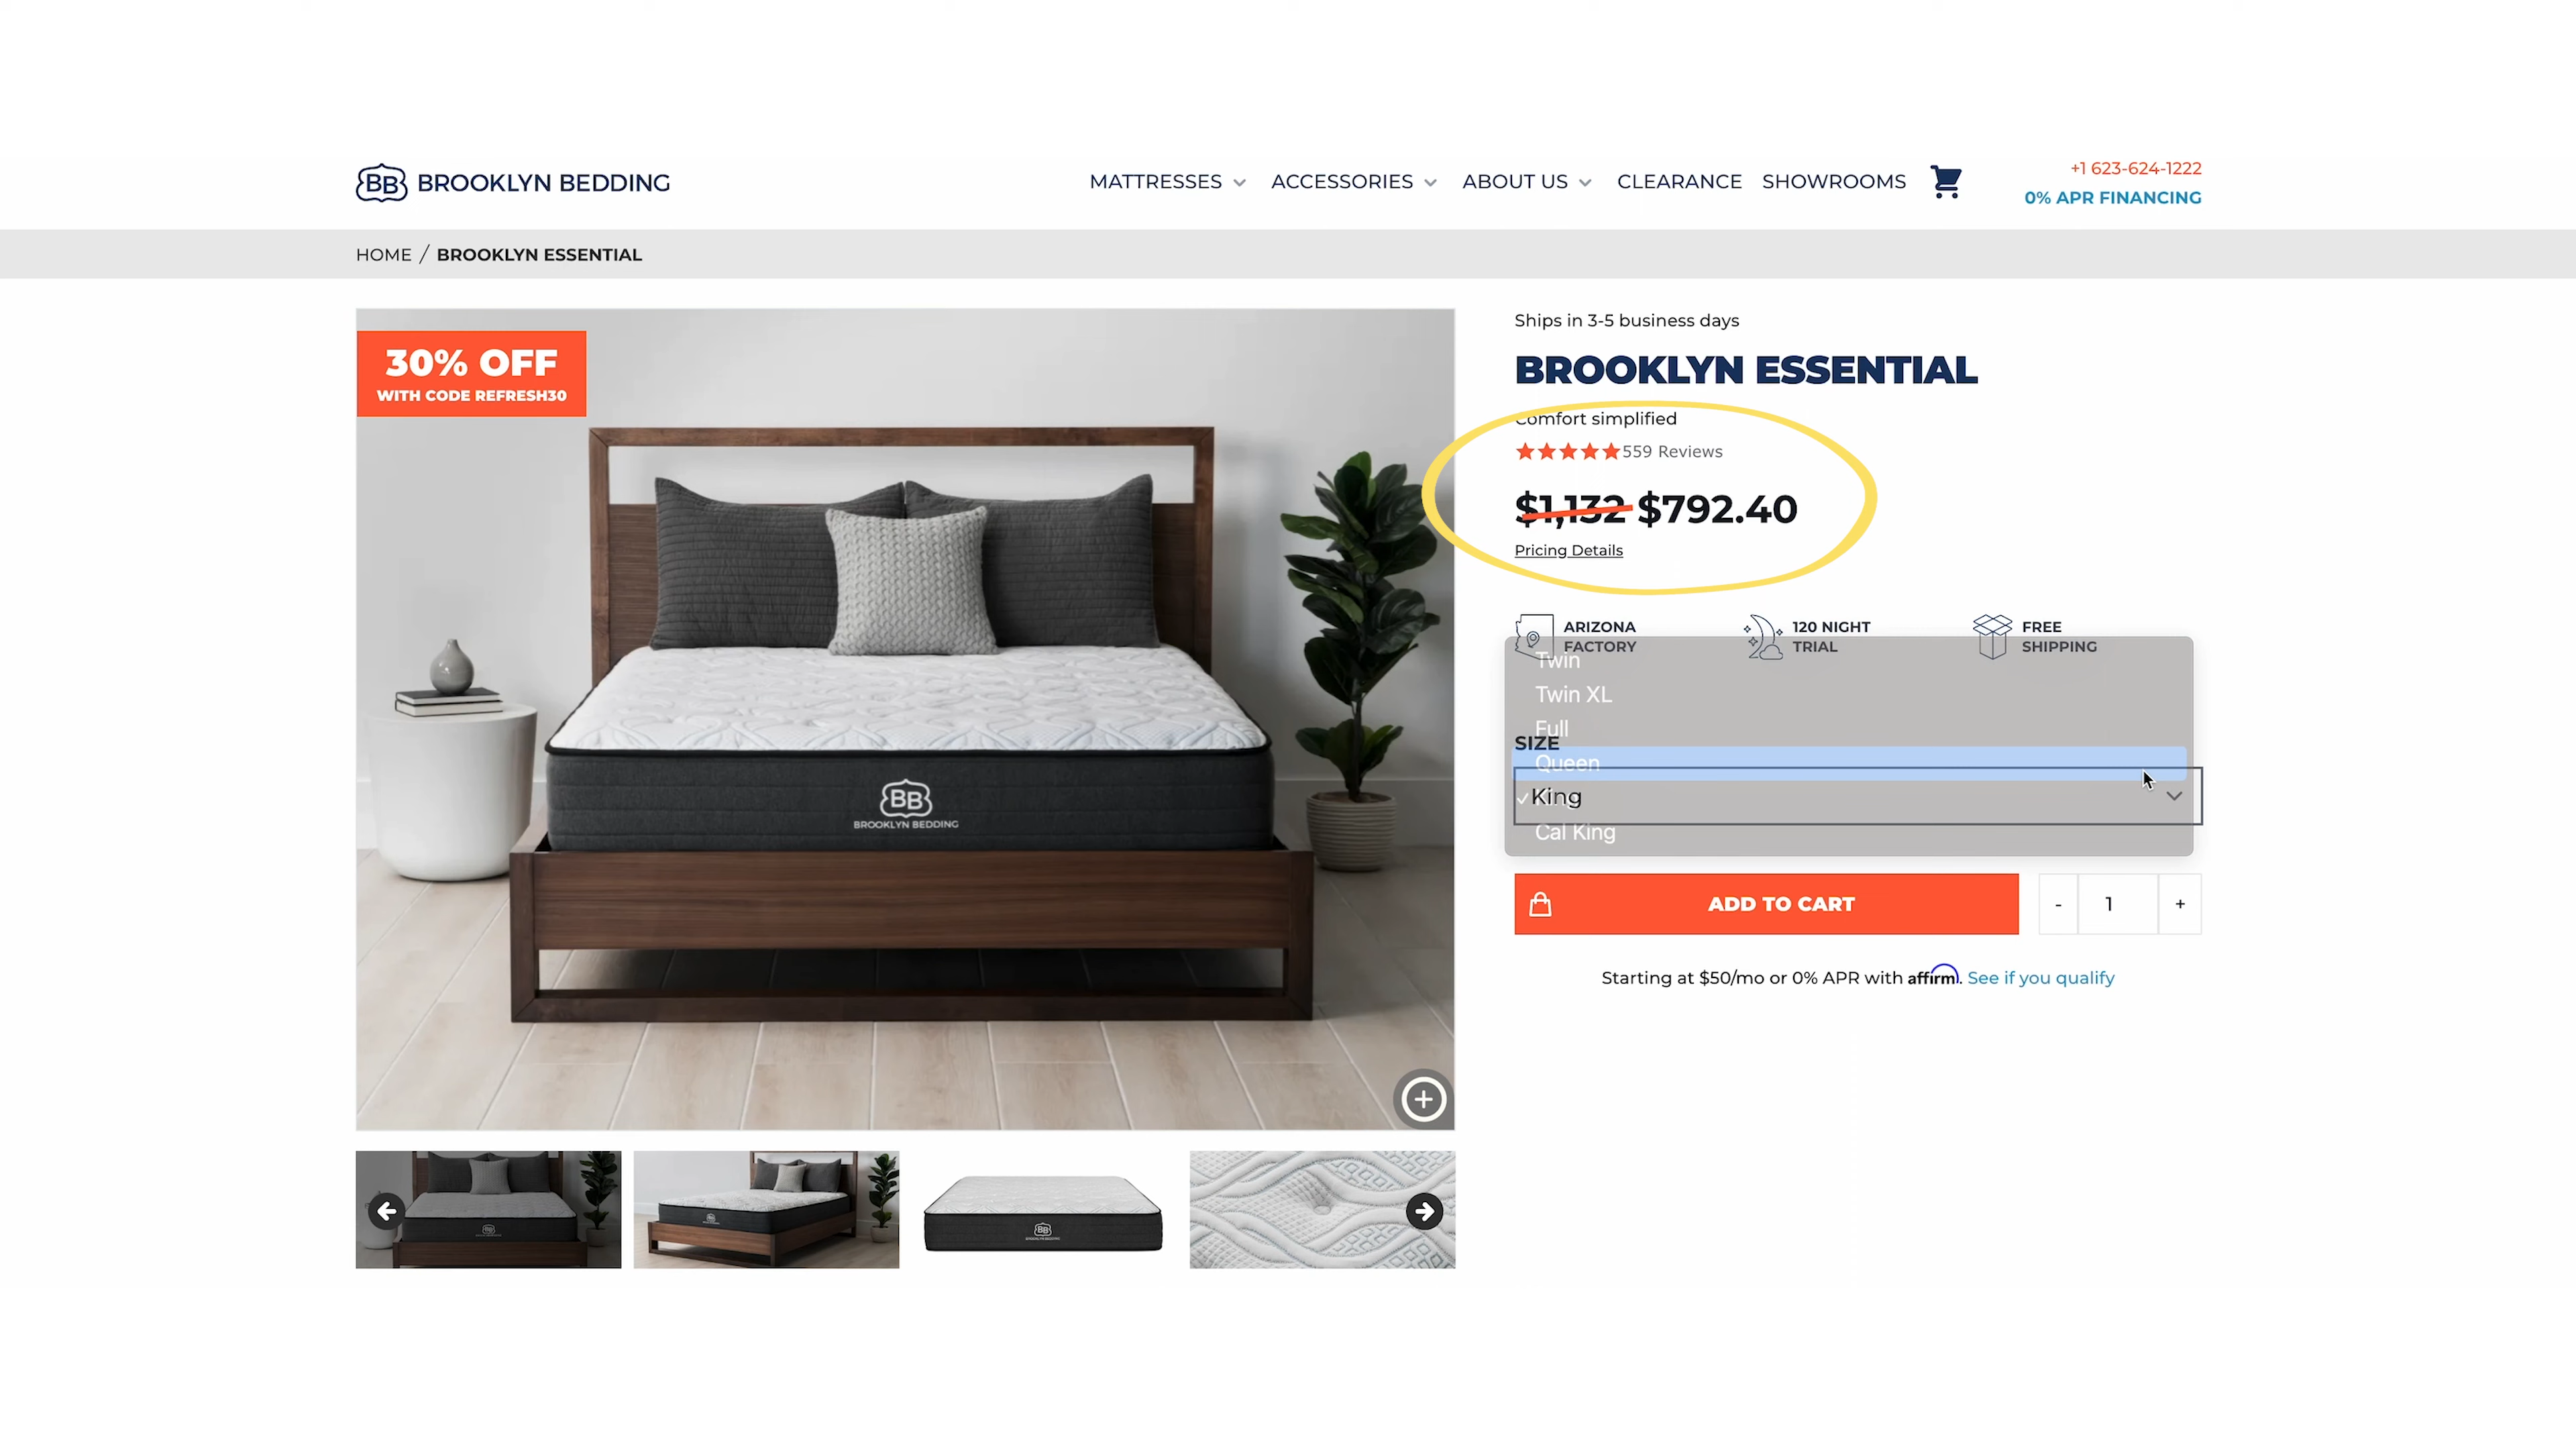 BB BROOKLYN BEDDING
MATTRESSES ACCESSORIES ABOUT US CLEARANCE SHOWROOMS
+1 623-624-1222
0% APR FINANCING
HOME / BROOKLYN ESSENTIAL
30% OFF
WITH CODE REFRESH30
BB
BROOKLYN BEDDING
Ships in 3-5 business days
BROOKLYN ESSENTIAL
Comfort simplified
559 Reviews
$1,132 $792.40
Pricing Details
ARIZONA
FACTORY
120 NIGHT
TRIAL
FREE
SHIPPING
Twin
Twin XL
Full
SIZE
Queen
King
Cal King
ADD TO CART
- 1 +
Starting at $50/mo or 0% APR with affirm. See if you qualify
BB